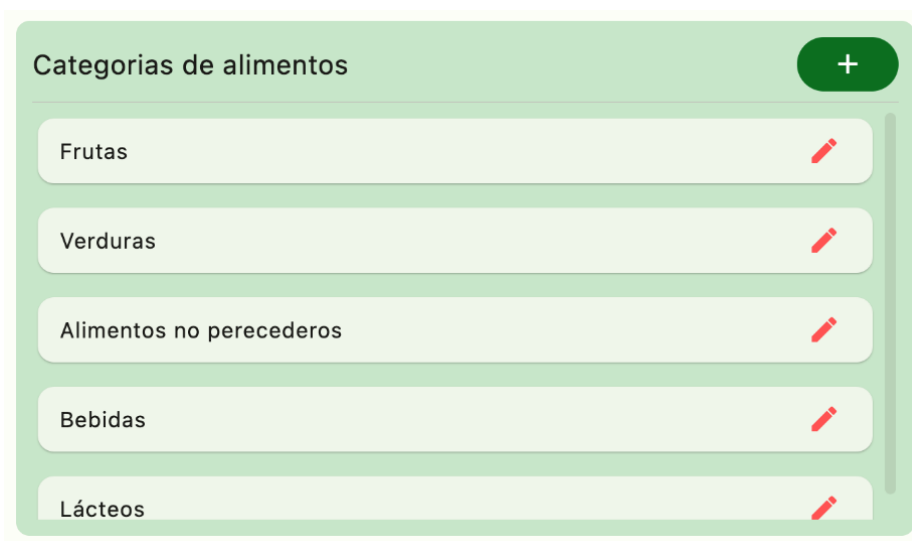 Categorias de alimentos
+
Frutas
Verduras
Alimentos no perecederos
Bebidas
Lácteos